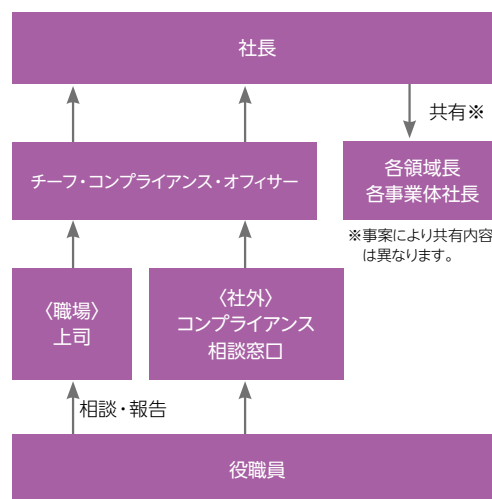 社長
共有※
チーフ・コンプライアンス・オフィサー
各領域長
各事業体社長
※事案により共有内容
は異なります。
〈職場〉
上司
〈社外〉
コンプライアンス
相談窓口
相談・報告
役職員